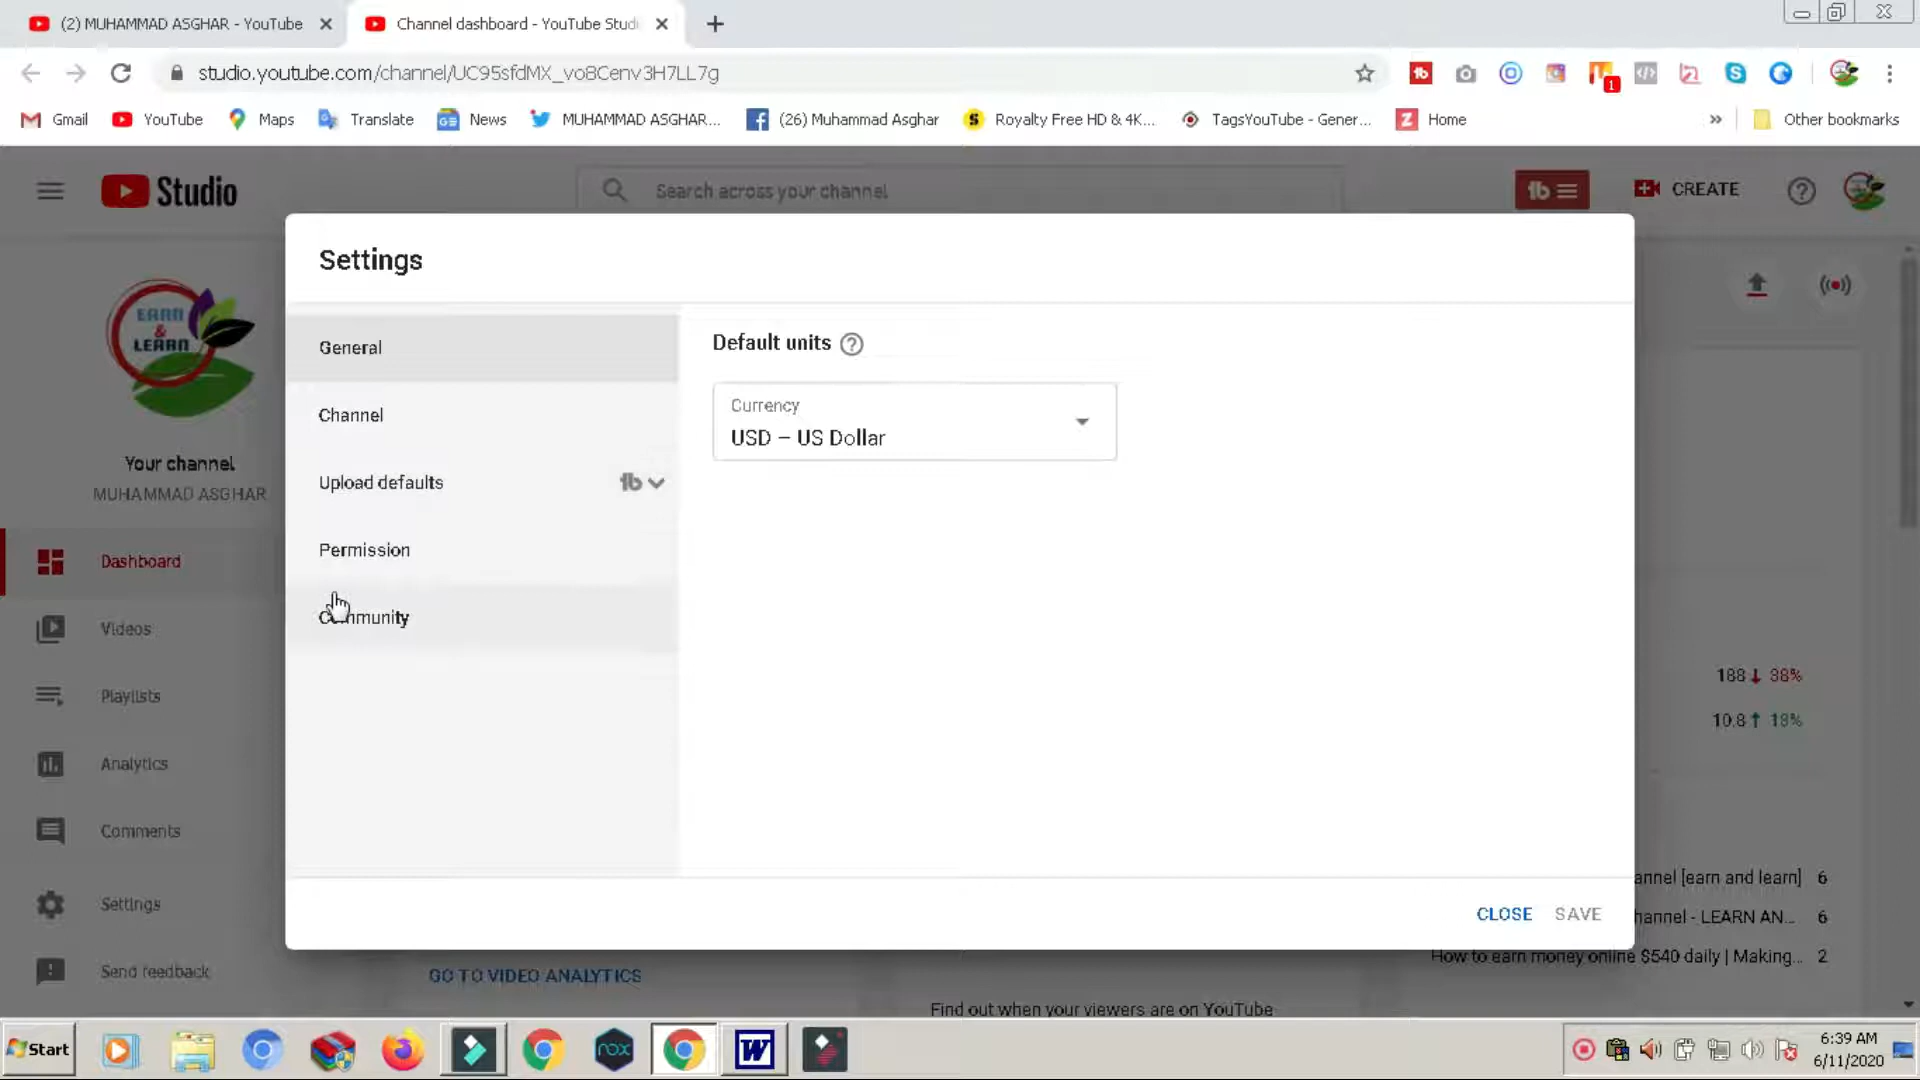 (2) MUHAMMAD ASGHAR - YouTube
Channel dashboard - YouTube Studi
studio.youtube.com/channel/UC95sfdMX_vo8Cenv3H7LL7g
1
Gmail
YouTube
Maps
Translate
News
MUHAMMAD ASGHAR...
(26) Muhammad Asghar
Royalty Free HD & 4K...
TagsYouTube - Gener...
Home
»
Other bookmarks
Studio
Search across your channel
CREATE
Settings
EARN
&
LEARN
General
Default units
Channel
Currency
USD – US Dollar
Your channel
MUHAMMAD ASGHAR
Upload defaults
Permission
Dashboard
Community
Videos
188 38%
Playlists
10.8 18%
Analytics
Comments
annel [earn and learn] 6
Settings
CLOSE
SAVE
hannel - LEARN AN... 6
How to earn money online $540 daily | Making... 2
Send feedback
GO TO VIDEO ANALYTICS
Find out when your viewers are on YouTube
Start
nox
W
6:39 AM
6/11/2020